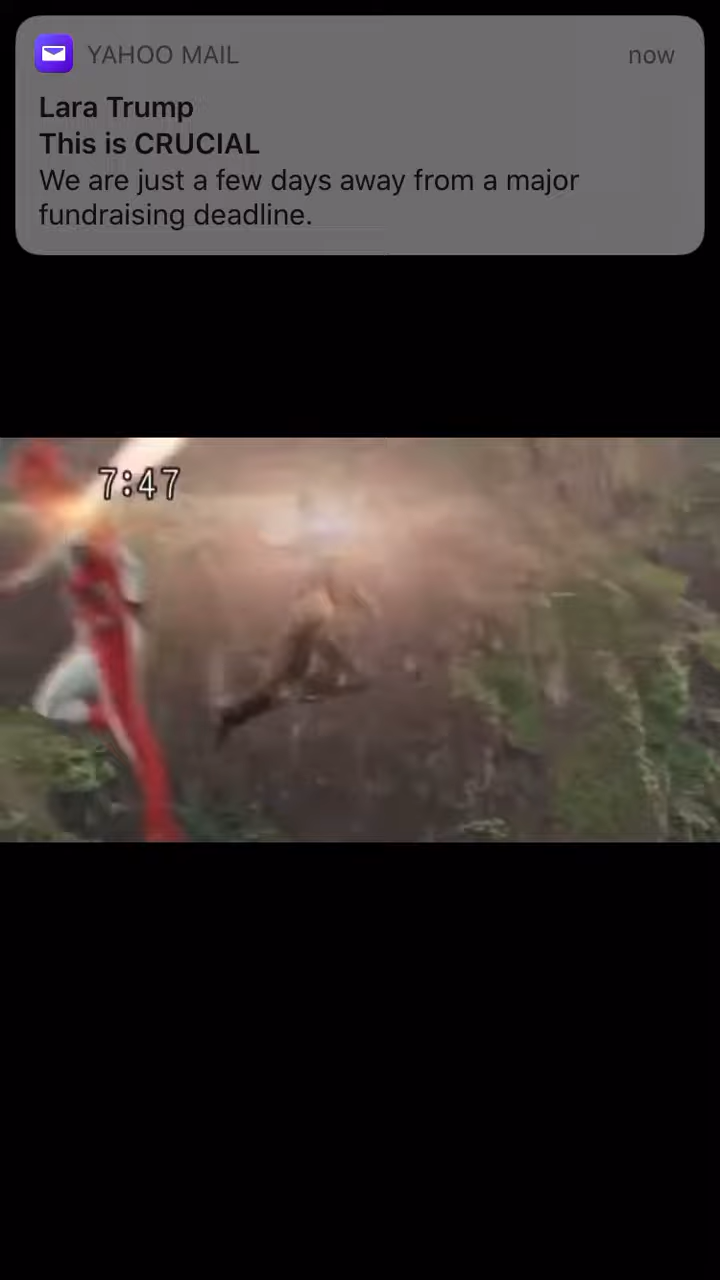 YAHOO MAIL now
Lara Trump
This is CRUCIAL
We are just a few days away from a major
fundraising deadline.
7:47